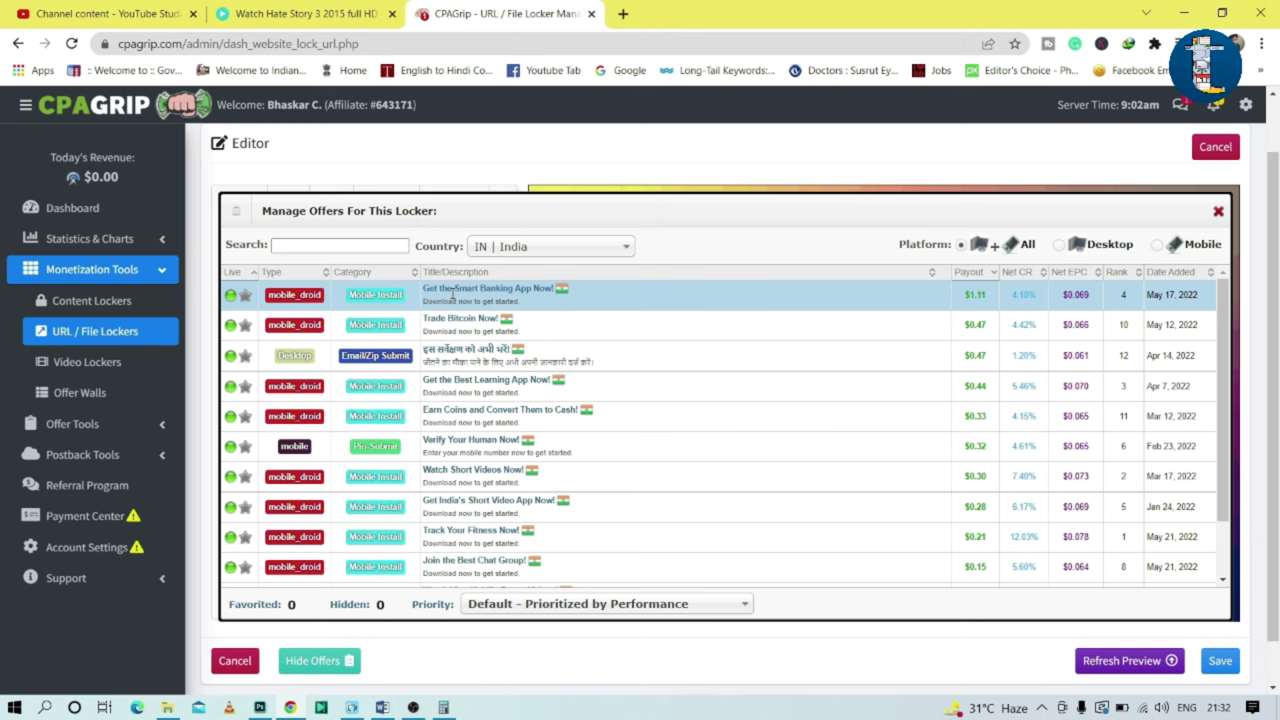 Channel content - YouTube Studi
Watch Hate Story 3 2015 full HD
CPAGrip - URL / File Locker Mana
cpagrip.com/admin/dash_website_lock_url.php
Apps
:: Welcome to :: Gov...
Welcome to Indian...
Home
English to Hindi Co...
Youtube Tab
Google
Long-Tail Keywords:...
Doctors : Susrut Ey...
Jobs
Editor's Choice - Ph...
Facebook Em
CPAGRIP
Welcome: Bhaskar C. (Affiliate: #643171)
Server Time: 9:02am
Today's Revenue:
$0.00
Dashboard
Statistics & Charts
Monetization Tools
Content Lockers
URL / File Lockers
Video Lockers
Offer Walls
Offer Tools
Postback Tools
Referral Program
Payment Center
Account Settings
Support
Editor
Cancel
Manage Offers For This Locker:
Search:
Country: IN | India
Platform: + All Desktop Mobile
Live Type Category Title/Description Payout Net CR Net EPC Rank Date Added
mobile_droid Mobile Install Get the Smart Banking App Now! $1.11 4.18% $0.069 4 May 17, 2022
Download now to get started.
mobile_droid Mobile Install Trade Bitcoin Now! $0.47 4.42% $0.066 10 May 12, 2022
Download now to get started.
Desktop Email/Zip Submit इस सर्वेक्षण को अभी भरें! $0.47 1.20% $0.061 12 Apr 19, 2022
जीतने का मौका पाने के लिए अभी अपनी जानकारी दर्ज करें।
mobile_droid Mobile Install Get the Best Learning App Now! $0.44 5.46% $0.070 3 Apr 7, 2022
Download now to get started.
mobile_droid Mobile Install Earn Coins and Convert Them to Cash! $0.33 4.15% $0.065 11 Mar 12, 2022
Download now to get started.
mobile Pin-Submit Verify Your Human Now! $0.32 4.61% $0.065 6 Feb 23, 2022
Enter your mobile number now to get started.
mobile_droid Mobile Install Watch Short Videos Now! $0.30 7.40% $0.073 2 Mar 17, 2022
Download now to get started.
mobile_droid Mobile Install Get India's Short Video App Now! $0.28 6.17% $0.069 5 Jan 24, 2022
Download now to get started.
mobile_droid Mobile Install Track Your Fitness Now! $0.21 12.03% $0.078 1 May 21, 2022
Download now to get started.
mobile_droid Mobile Install Join the Best Chat Group! $0.15 5.60% $0.064 8 May 21, 2022
Download now to get started.
Favorited: 0 Hidden: 0 Priority: Default - Prioritized by Performance
Cancel
Hide Offers
Refresh Preview
Save
31°C Haze
ENG
21:32